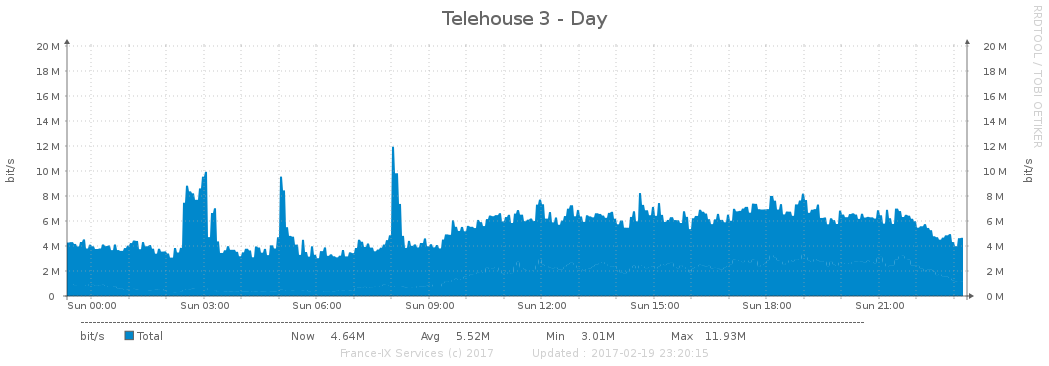 Telehouse 3 - Day
RRDTOOL / TOBI OETIKER
bit/s
bit/s
20 M 20 M
18 M 18 M
16 M 16 M
14 M 14 M
12 M 12 M
10 M 10 M
8 M 8 M
6 M 6 M
4 M 4 M
2 M 2 M
0 0 M
Sun 00:00 Sun 03:00 Sun 06:00 Sun 09:00 Sun 12:00 Sun 15:00 Sun 18:00 Sun 21:00
bit/s Total Now 4.64M Avg 5.52M Min 3.01M Max 11.93M
France-IX Services (c) 2017 Updated : 2017-02-19 23:20:15